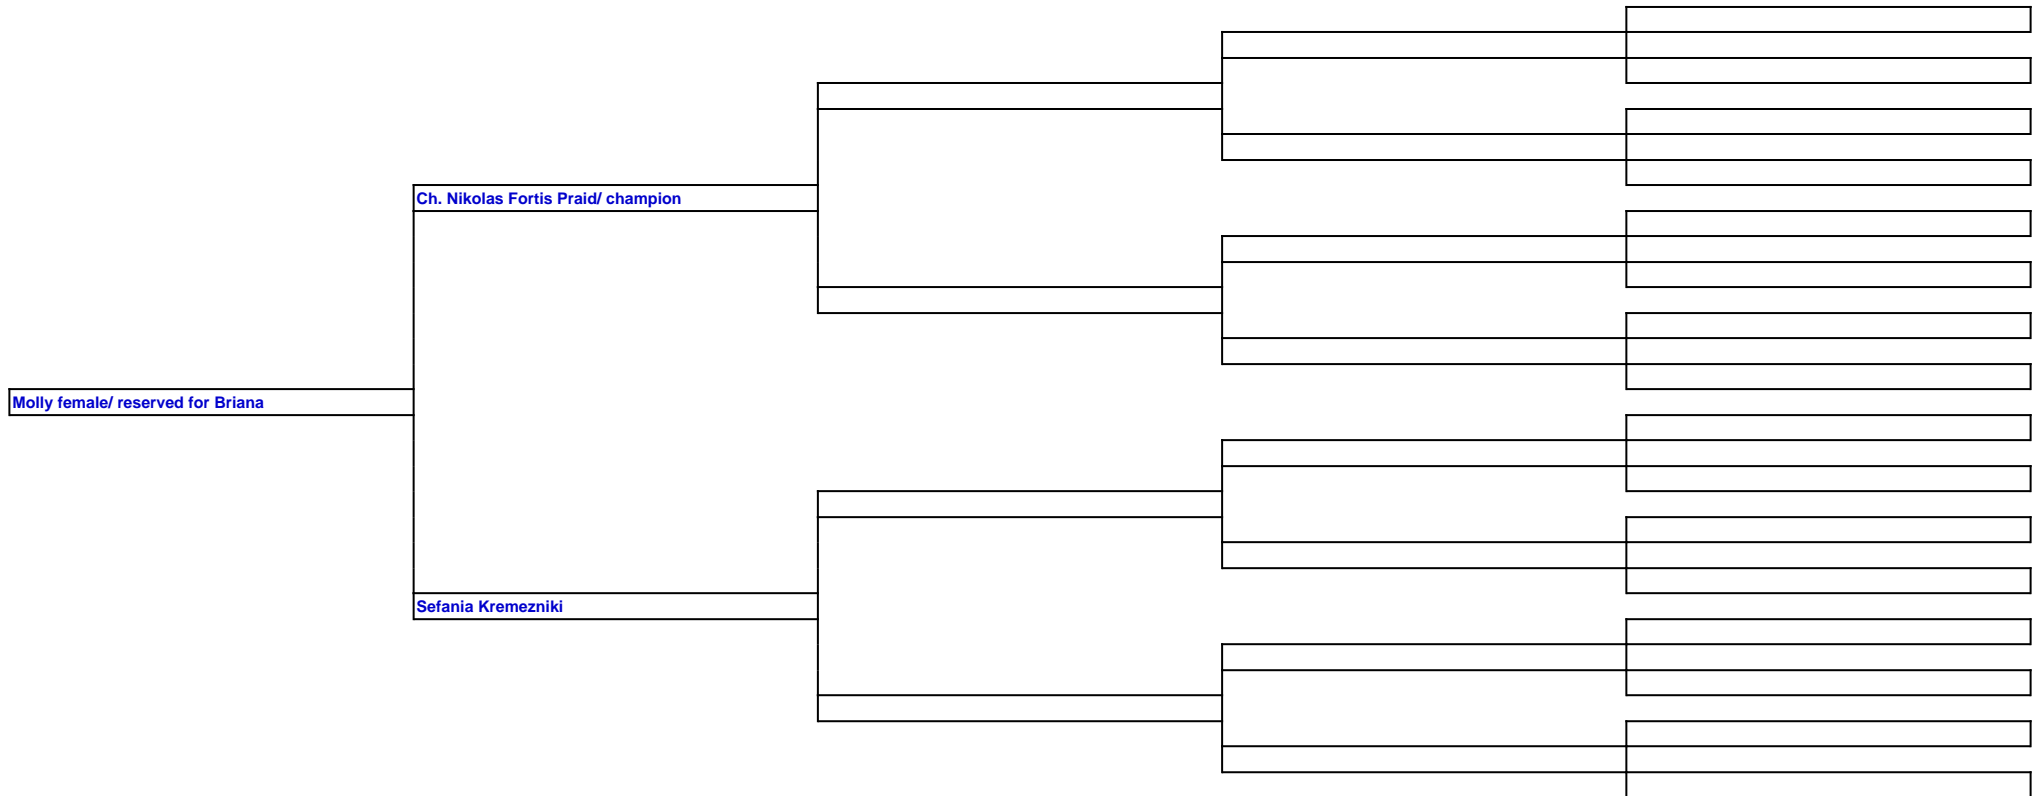 Ch. Nikolas Fortis Praid/ champion
Molly female/ reserved for Briana
Sefania Kremezniki